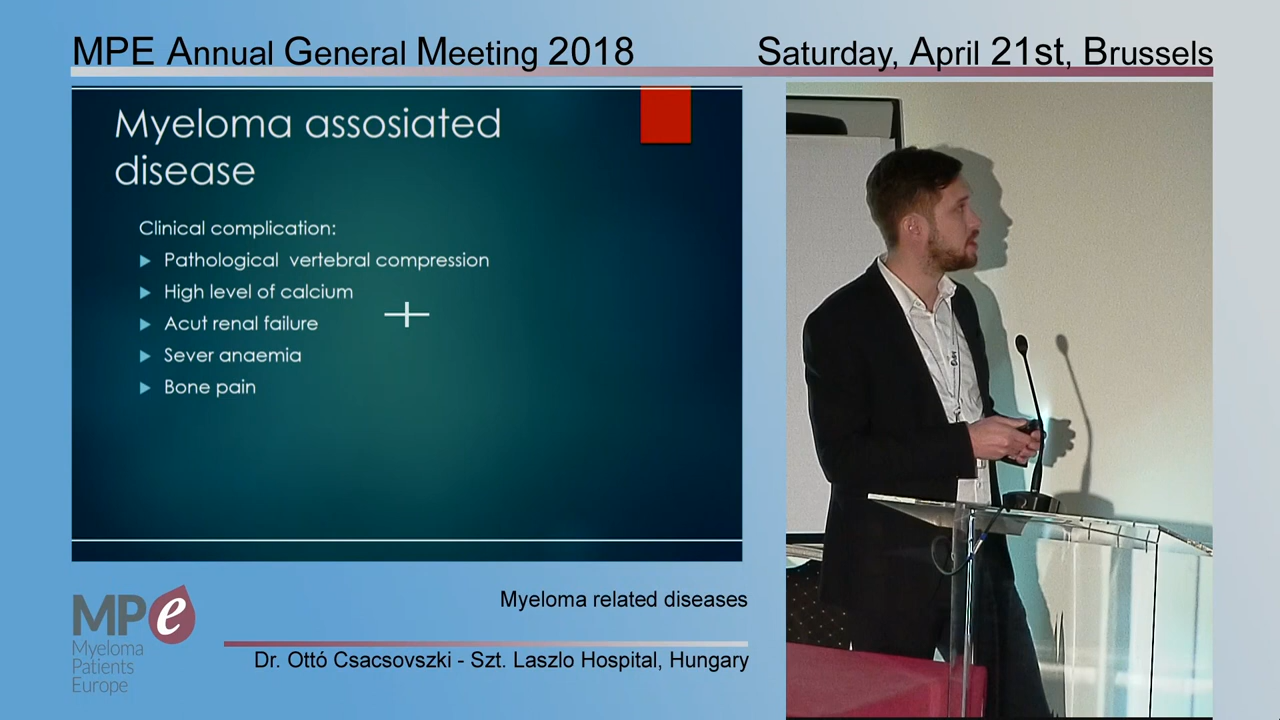 MPE Annual General Meeting 2018
Saturday, April 21st, Brussels
Myeloma assosiated
disease
Clinical complication:
Pathological vertebral compression
High level of calcium
Acut renal failure
Sever anaemia
Bone pain
Myeloma related diseases
Dr. Ottó Csacsovszki - Szt. Laszlo Hospital, Hungary
MPe
Myeloma
Patients
Europe